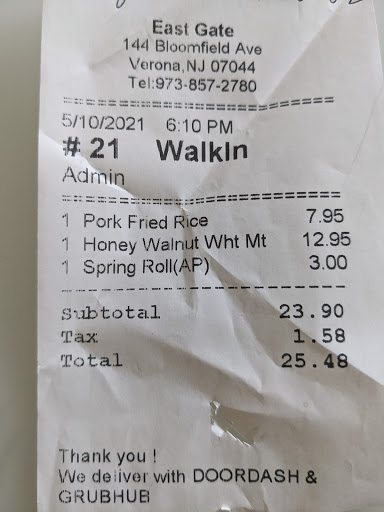 East Gate
144 Bloomfield Ave
Verona,NJ 07044
Tel:973-857-2780
==================================
5/10/2021 6:10 PM
# 21 WalkIn
Admin
==================================
1 Pork Fried Rice 7.95
1 Honey Walnut Wht Mt 12.95
1 Spring Roll(AP) 3.00
----------------------------------
Subtotal 23.90
Tax 1.58
Total 25.48
Thank you !
We deliver with DOORDASH &
GRUBHUB